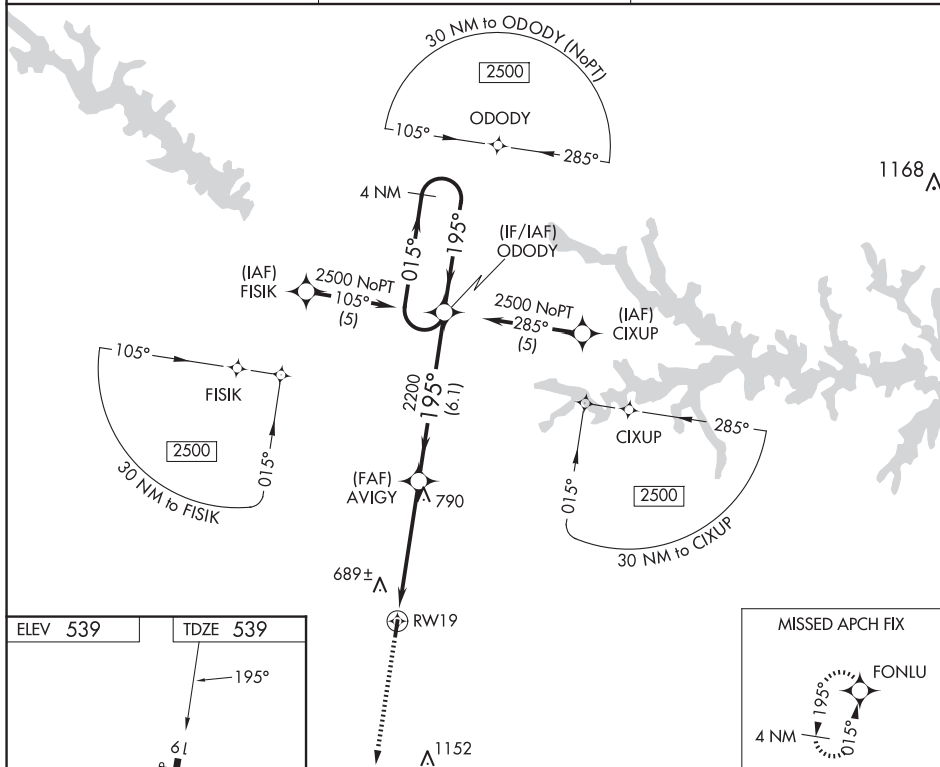 30 NM to ODODY (NoPT)
2500
ODODY
105°
285°
1168
4 NM
015°
195°
(IF/IAF)
ODODY
(IAF)
FISIK
2500 NoPT
105°
(5)
2500 NoPT
285°
(5)
(IAF)
CIXUP
105°
FISIK
2500
015°
30 NM to FISIK
2200
195°
(6.1)
CIXUP
285°
015°
2500
30 NM to CIXUP
(FAF)
AVIGY
790
689±
RW19
ELEV 539
TDZE 539
195°
19
1152
MISSED APCH FIX
FONLU
195°
015°
4 NM